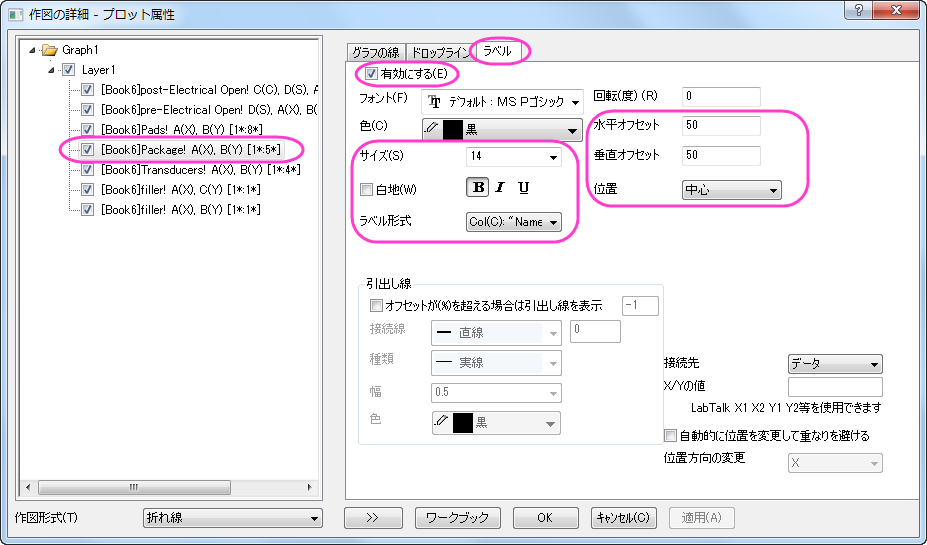 作図の詳細 - プロット属性
Graph1
Layer1
[Book6]post-Electrical Open! C(C), D(S), A
[Book6]pre-Electrical Open! D(S), A(X), B(
[Book6]Pads! A(X), B(Y) [1*:8*]
[Book6]Package! A(X), B(Y) [1*:5*]
[Book6]Transducers! A(X), B(Y) [1*:4*]
[Book6]filler! A(X), C(Y) [1*:1*]
[Book6]filler! A(X), B(Y) [1*:1*]
作図形式(T)
折れ線
グラフの線
ドロップライン
ラベル
有効にする(E)
フォント(F)
デフォルト: MS Pゴシック
色(C)
黒
サイズ(S)
14
白地(W)
B I U
ラベル形式
Col(C): "Name
回転(度) (R)
0
水平オフセット
50
垂直オフセット
50
位置
中心
引出し線
オフセットが(%)を超える場合は引出し線を表示
-1
接続線
直線
0
種類
実線
幅
0.5
色
黒
接続先
データ
X/Yの値
LabTalk X1 X2 Y1 Y2等を使用できます
自動的に位置を変更して重なりを避ける
位置方向の変更
X
>>
ワークブック
OK
キャンセル(C)
適用(A)